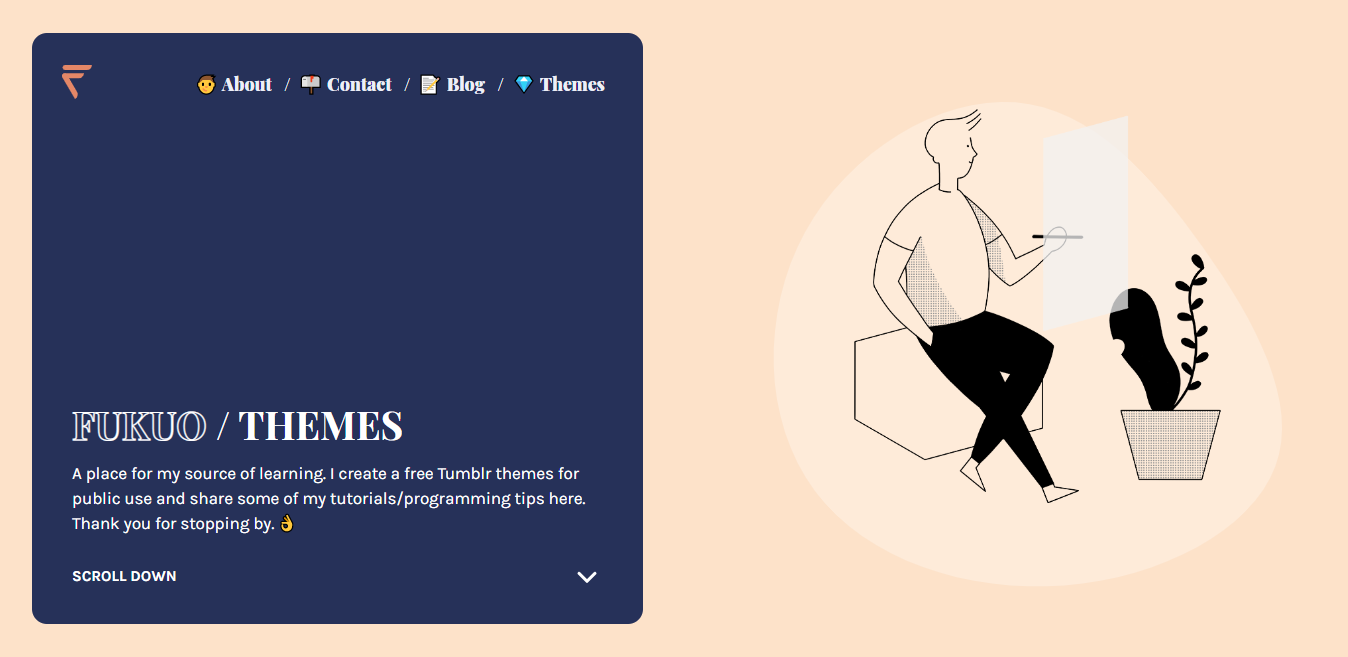 About / Contact / Blog / Themes
FUKUO / THEMES
A place for my source of learning. I create a free Tumblr themes for
public use and share some of my tutorials/programming tips here.
Thank you for stopping by. 👌
SCROLL DOWN